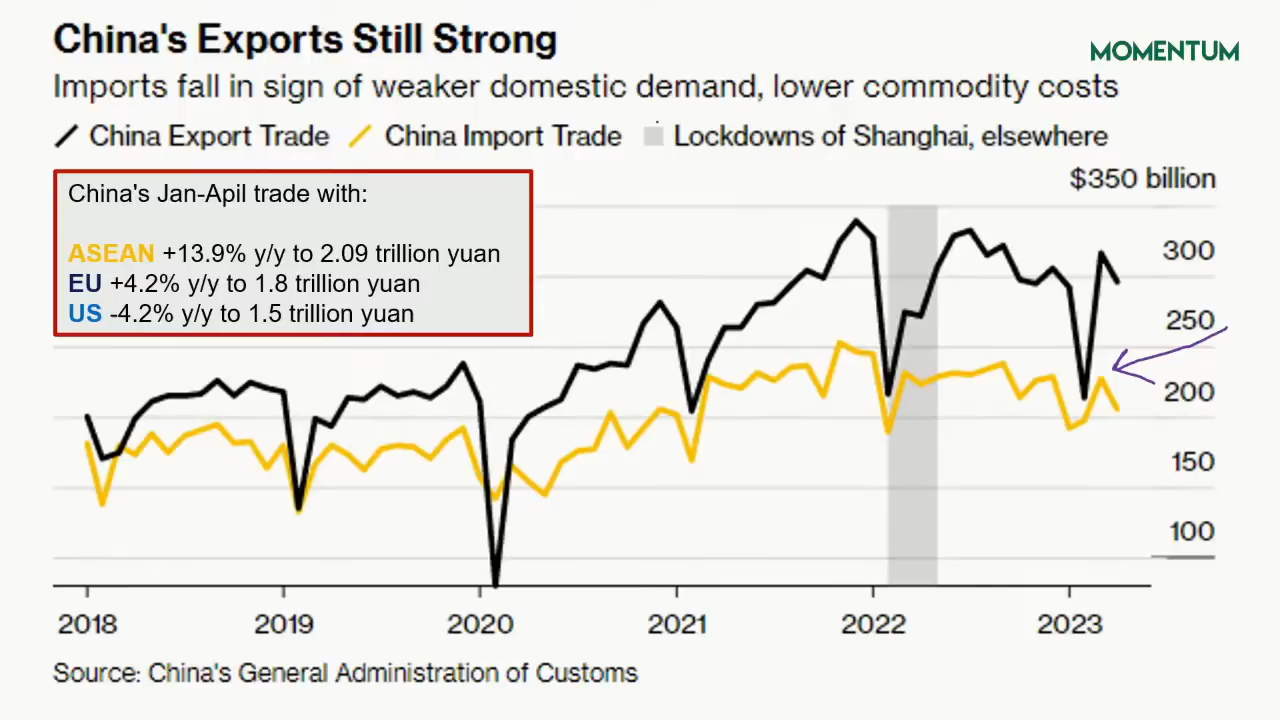 China's Exports Still Strong
MOMENTUM
Imports fall in sign of weaker domestic demand, lower commodity costs
China Export Trade China Import Trade Lockdowns of Shanghai, elsewhere
$350 billion
China's Jan-Apil trade with:
ASEAN +13.9% y/y to 2.09 trillion yuan
EU +4.2% y/y to 1.8 trillion yuan
US -4.2% y/y to 1.5 trillion yuan
300
250
200
150
100
2018 2019 2020 2021 2022 2023
Source: China's General Administration of Customs